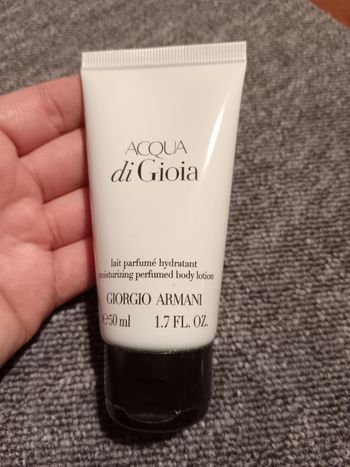 ACQUA
di Gioia
lait parfumé hydratant
moisturizing perfumed body lotion
GIORGIO ARMANI
℮50 ml 1.7 FL. OZ.